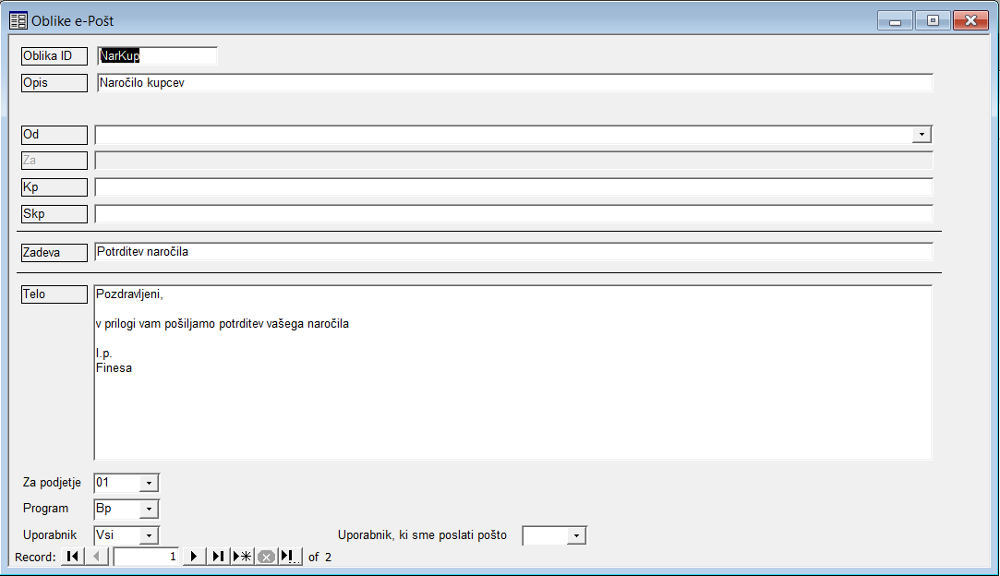 Oblike e-Pošt
Oblika ID NarKup
Opis Naročilo kupcev
Od
Za
Kp
Skp
Zadeva Potrditev naročila
Telo Pozdravljeni,
v prilogi vam pošiljamo potrditev vašega naročila
l.p.
Finesa
Za podjetje 01
Program Bp
Uporabnik Vsi Uporabnik, ki sme poslati pošto
Record: 1 of 2